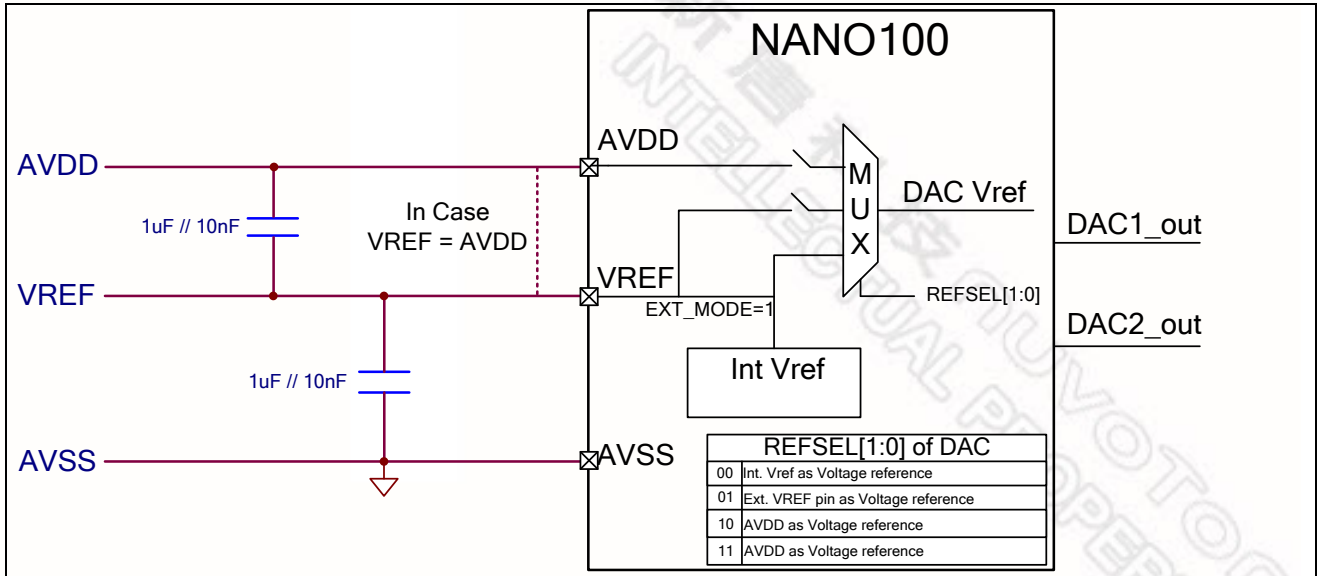 NANO100
AVDD
AVDD
1uF // 10nF
In Case
VREF = AVDD
M
U
X
DAC Vref
DAC1_out
VREF
VREF
EXT_MODE=1
REFSEL[1:0]
DAC2_out
Int Vref
1uF // 10nF
AVSS
AVSS
REFSEL[1:0] of DAC
00 Int. Vref as Voltage reference
01 Ext. VREF pin as Voltage reference
10 AVDD as Voltage reference
11 AVDD as Voltage reference